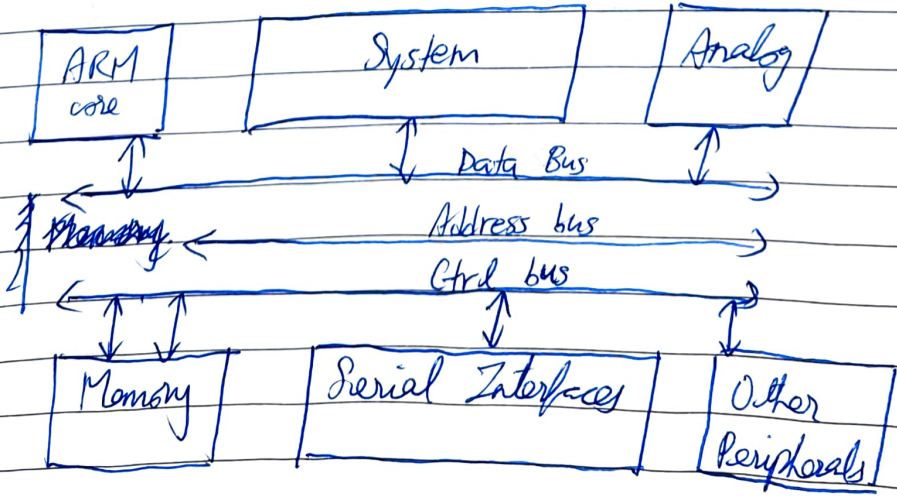 ARM
core
System
Analog
Data Bus
Address bus
Ctrl bus
Memory
Serial Interfaces
Other
Peripherals